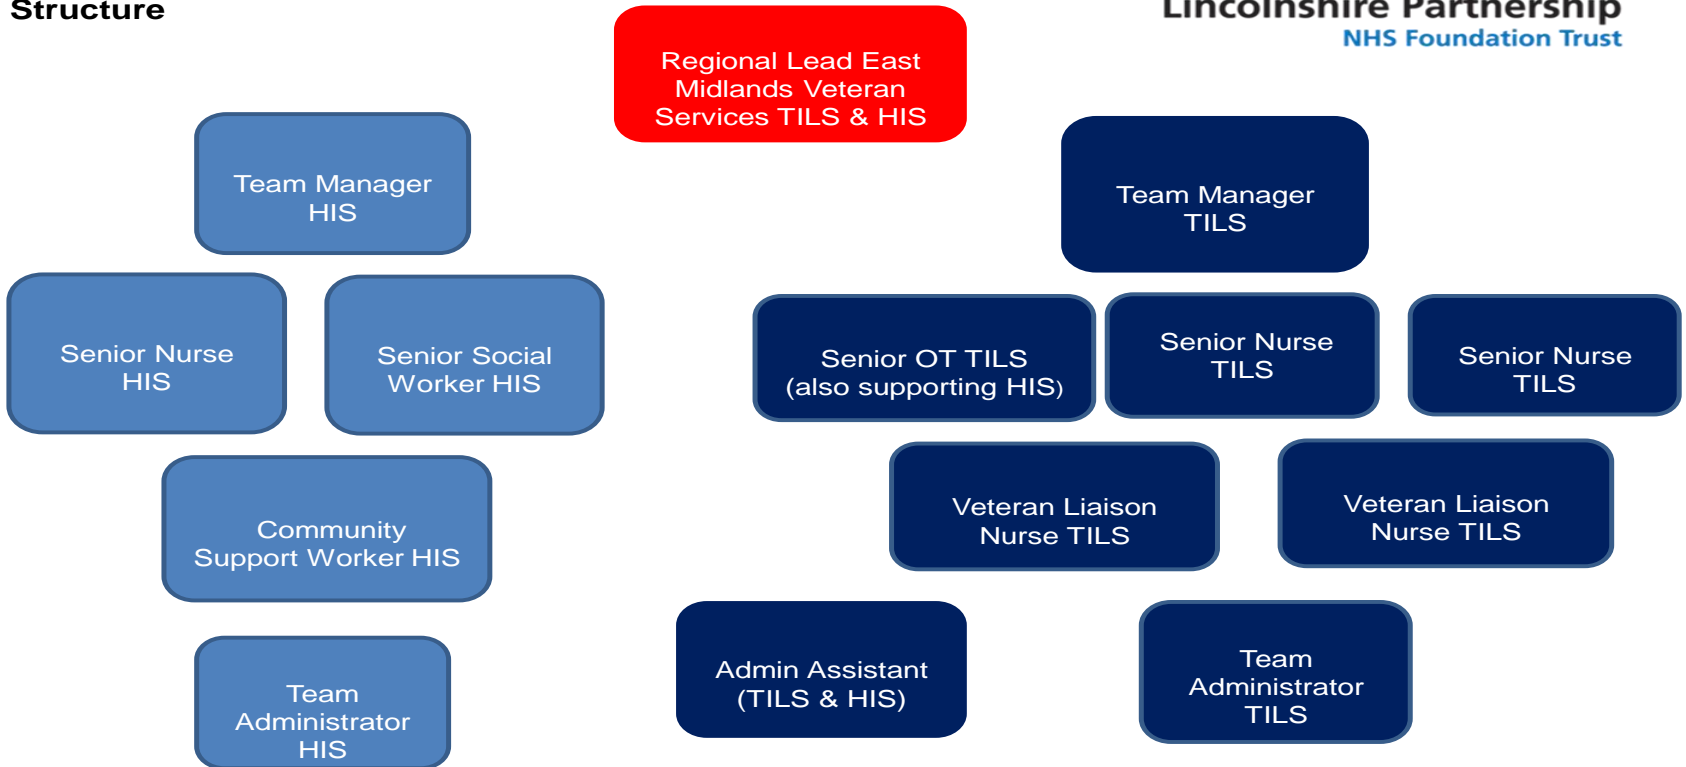 Structure
Lincolnshire Partnership
NHS Foundation Trust
Regional Lead East
Midlands Veteran
Services TILS & HIS
Team Manager
HIS
Team Manager
TILS
Senior Nurse
HIS
Senior Social
Worker HIS
Senior OT TILS
(also supporting HIS)
Senior Nurse
TILS
Senior Nurse
TILS
Community
Support Worker HIS
Veteran Liaison
Nurse TILS
Veteran Liaison
Nurse TILS
Team
Administrator
HIS
Admin Assistant
(TILS & HIS)
Team
Administrator
TILS